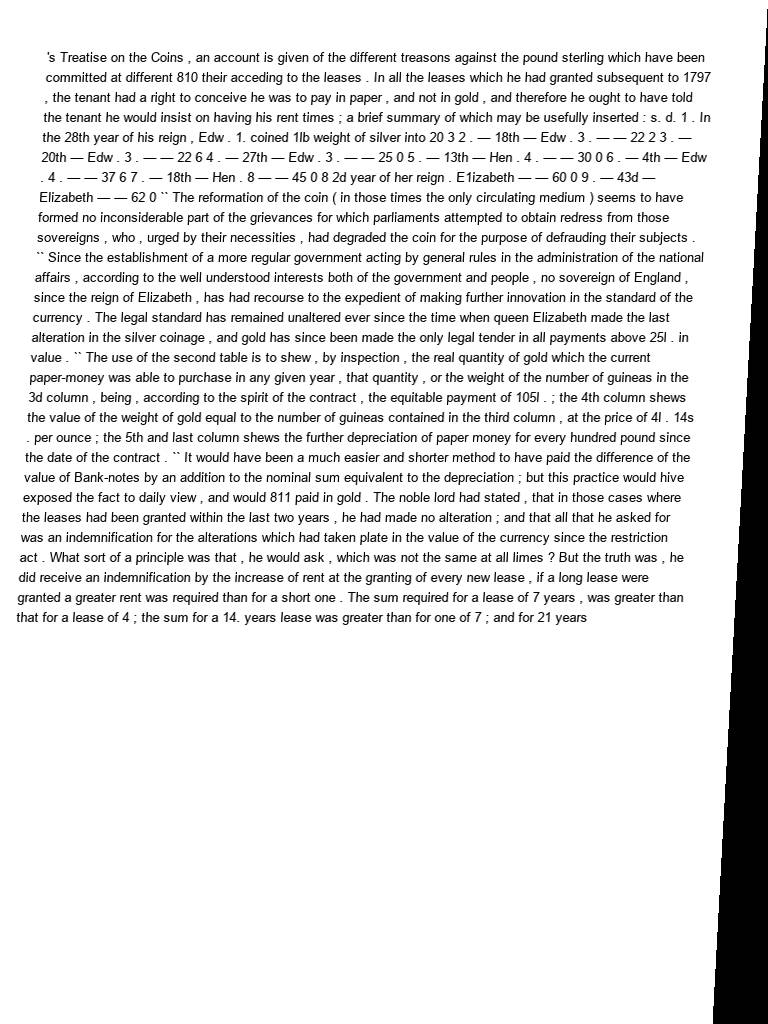 's Treatise on the Coins , an account is given of the different treasons against the pound sterling which have been
committed at different 810 their acceding to the leases . In all the leases which he had granted subsequent to 1797
, the tenant had a right to conceive he was to pay in paper , and not in gold , and therefore he ought to have told
the tenant he would insist on having his rent times ; a brief summary of which may be usefully inserted : s. d. 1 . In
the 28th year of his reign , Edw . 1. coined 1lb weight of silver into 20 3 2 . — 18th — Edw . 3 . — — 22 2 3 . —
20th — Edw . 3 . — — 22 6 4 . — 27th — Edw . 3 . — — 25 0 5 . — 13th — Hen . 4 . — — 30 0 6 . — 4th — Edw
. 4 . — — 37 6 7 . — 18th — Hen . 8 — — 45 0 8 2d year of her reign . E1izabeth — — 60 0 9 . — 43d —
Elizabeth — — 62 0 `` The reformation of the coin ( in those times the only circulating medium ) seems to have
formed no inconsiderable part of the grievances for which parliaments attempted to obtain redress from those
sovereigns , who , urged by their necessities , had degraded the coin for the purpose of defrauding their subjects .
`` Since the establishment of a more regular government acting by general rules in the administration of the national
affairs , according to the well understood interests both of the government and people , no sovereign of England ,
since the reign of Elizabeth , has had recourse to the expedient of making further innovation in the standard of the
currency . The legal standard has remained unaltered ever since the time when queen Elizabeth made the last
alteration in the silver coinage , and gold has since been made the only legal tender in all payments above 25l . in
value . `` The use of the second table is to shew , by inspection , the real quantity of gold which the current
paper-money was able to purchase in any given year , that quantity , or the weight of the number of guineas in the
3d column , being , according to the spirit of the contract , the equitable payment of 105l . ; the 4th column shews
the value of the weight of gold equal to the number of guineas contained in the third column , at the price of 4l . 14s
. per ounce ; the 5th and last column shews the further depreciation of paper money for every hundred pound since
the date of the contract . `` It would have been a much easier and shorter method to have paid the difference of the
value of Bank-notes by an addition to the nominal sum equivalent to the depreciation ; but this practice would hive
exposed the fact to daily view , and would 811 paid in gold . The noble lord had stated , that in those cases where
the leases had been granted within the last two years , he had made no alteration ; and that all that he asked for
was an indemnification for the alterations which had taken plate in the value of the currency since the restriction
act . What sort of a principle was that , he would ask , which was not the same at all limes ? But the truth was , he
did receive an indemnification by the increase of rent at the granting of every new lease , if a long lease were
granted a greater rent was required than for a short one . The sum required for a lease of 7 years , was greater than
that for a lease of 4 ; the sum for a 14. years lease was greater than for one of 7 ; and for 21 years